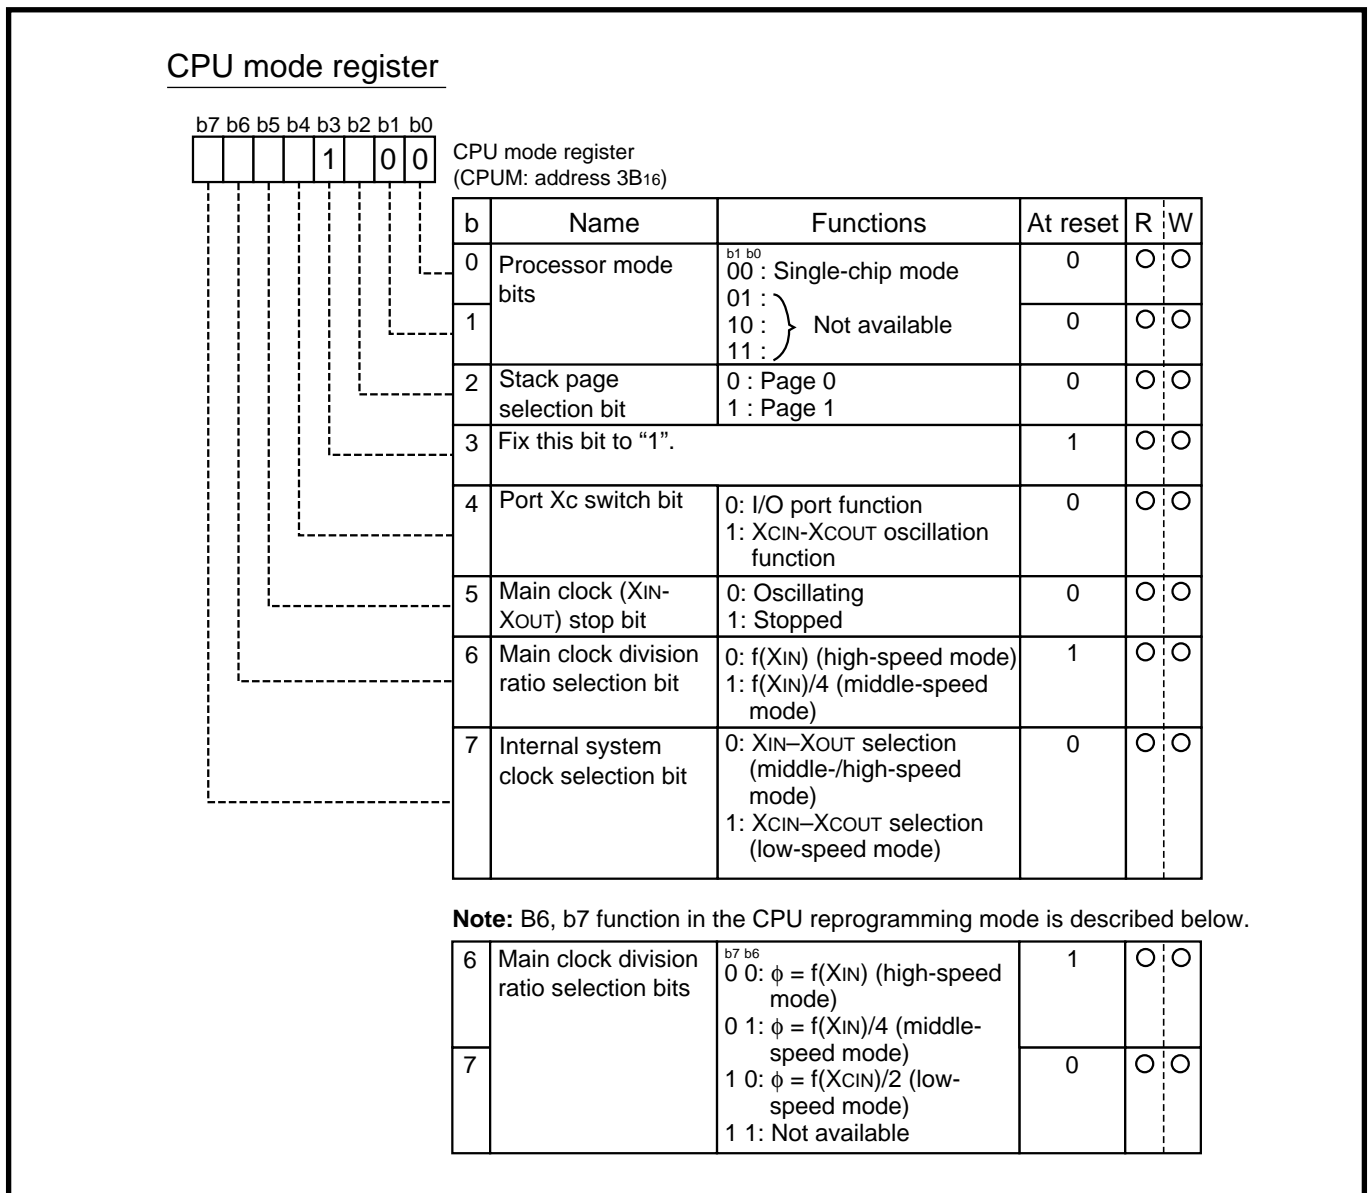 CPU mode register
b7 b6 b5 b4 b3 b2 b1 b0
1 0 0
CPU mode register
(CPUM: address 3B16)
b Name Functions At reset R W
0 Processor mode bits
b1 b0
00 : Single-chip mode
01 :
10 : Not available
11 :
0 O O
1 0 O O
2 Stack page selection bit
0 : Page 0
1 : Page 1
0 O O
3 Fix this bit to “1”. 1 O O
4 Port Xc switch bit
0: I/O port function
1: XCIN-XCOUT oscillation
function
0 O O
5 Main clock (XIN-
XOUT) stop bit
0: Oscillating
1: Stopped
0 O O
6 Main clock division
ratio selection bit
0: f(XIN) (high-speed mode)
1: f(XIN)/4 (middle-speed
mode)
1 O O
7 Internal system
clock selection bit
0: XIN–XOUT selection
(middle-/high-speed
mode)
1: XCIN–XCOUT selection
(low-speed mode)
0 O O
Note: B6, b7 function in the CPU reprogramming mode is described below.
6 Main clock division
ratio selection bits
b7 b6
0 0: ϕ = f(XIN) (high-speed
mode)
0 1: ϕ = f(XIN)/4 (middle-
speed mode)
1 0: ϕ = f(XCIN)/2 (low-
speed mode)
1 1: Not available
1 O O
7 0 O O